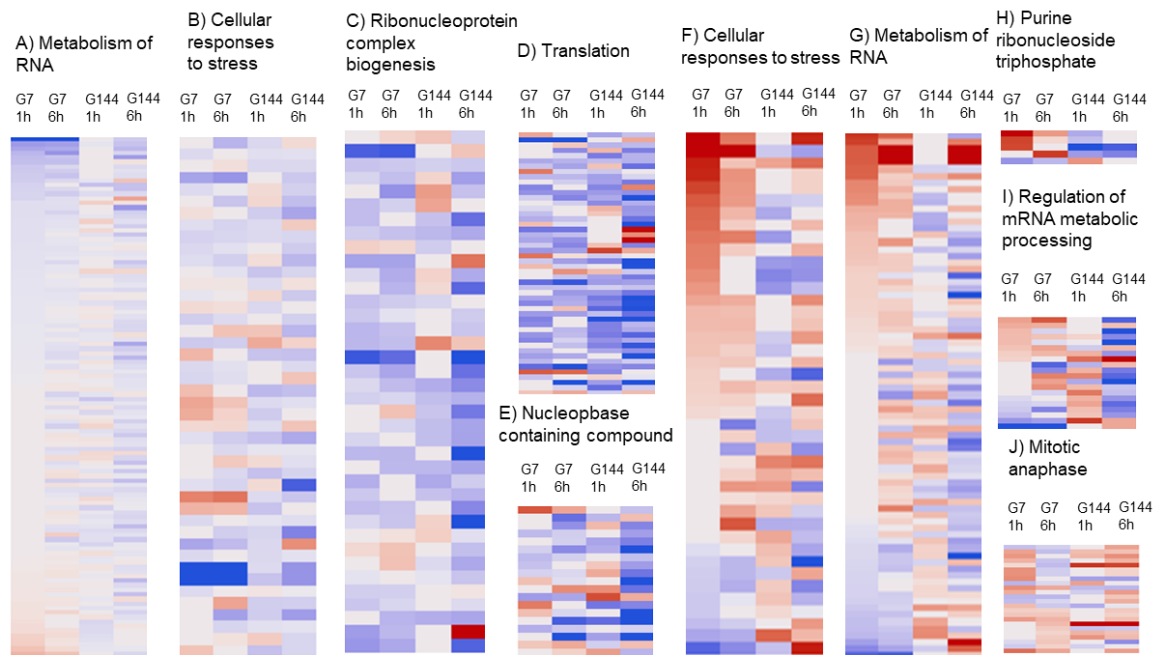 A) Metabolism of
RNA
G7 G7 G144 G144
1h 6h 1h 6h
B) Cellular
responses
to stress
G7 G7 G144 G144
1h 6h 1h 6h
C) Ribonucleoprotein
complex
biogenesis
G7 G7 G144 G144
1h 6h 1h 6h
D) Translation
G7 G7 G144 G144
1h 6h 1h 6h
E) Nucleopbase
containing compound
G7 G7 G144 G144
1h 6h 1h 6h
F) Cellular
responses to stress
G7 G7 G144 G144
1h 6h 1h 6h
G) Metabolism of
RNA
G7 G7 G144 G144
1h 6h 1h 6h
H) Purine
ribonucleoside
triphosphate
G7 G7 G144 G144
1h 6h 1h 6h
I) Regulation of
mRNA metabolic
processing
G7 G7 G144 G144
1h 6h 1h 6h
J) Mitotic
anaphase
G7 G7 G144 G144
1h 6h 1h 6h